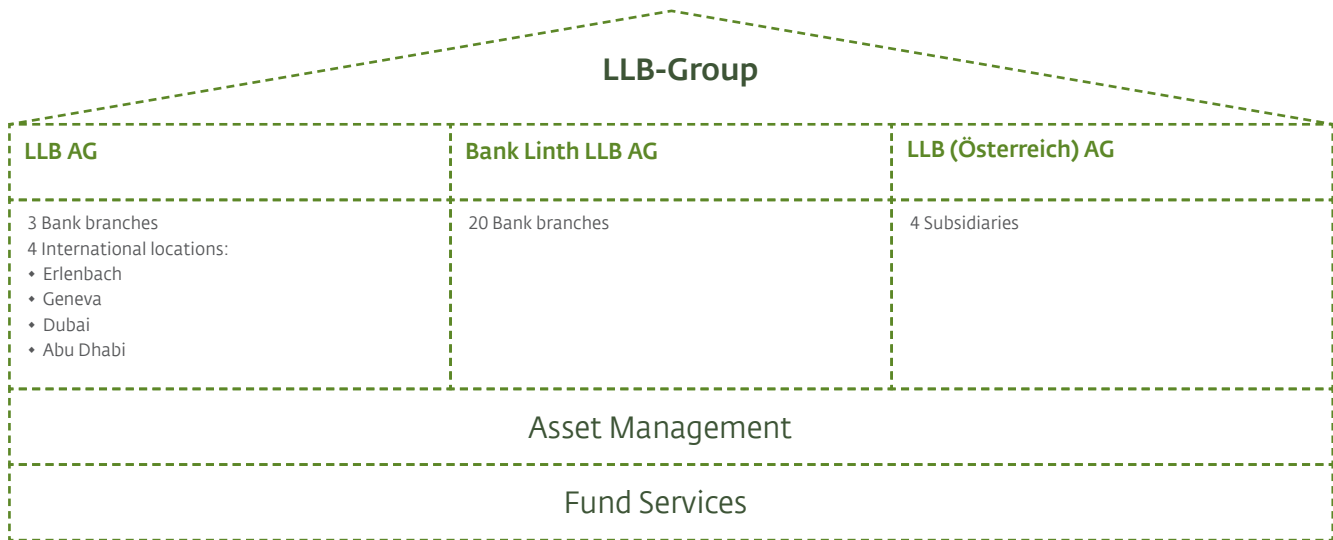 LLB-Group
LLB AG
Bank Linth LLB AG
LLB (Österreich) AG
3 Bank branches
4 International locations:
• Erlenbach
• Geneva
• Dubai
• Abu Dhabi
20 Bank branches
4 Subsidiaries
Asset Management
Fund Services